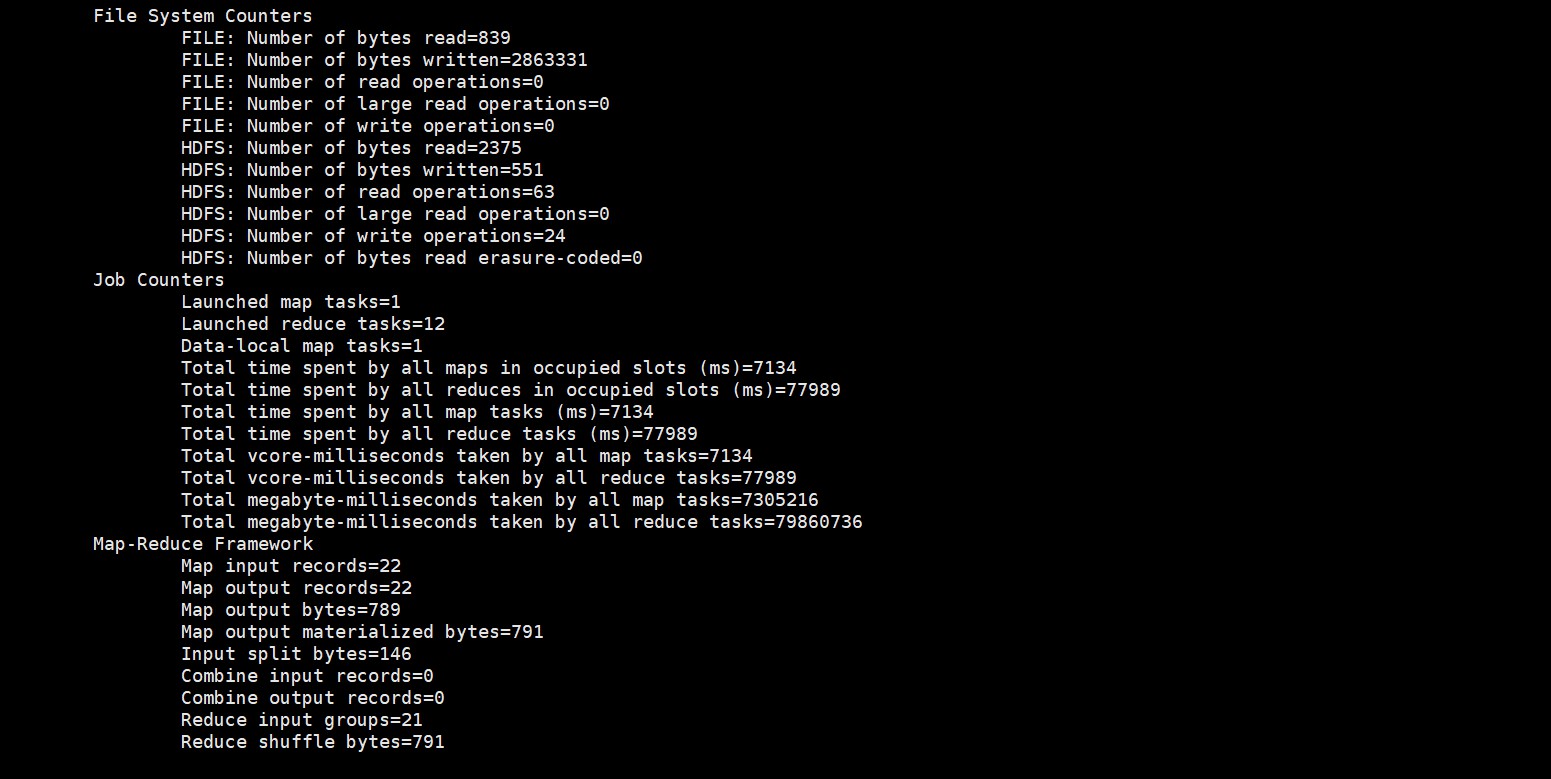 File System Counters
FILE: Number of bytes read=839
FILE: Number of bytes written=2863331
FILE: Number of read operations=0
FILE: Number of large read operations=0
FILE: Number of write operations=0
HDFS: Number of bytes read=2375
HDFS: Number of bytes written=551
HDFS: Number of read operations=63
HDFS: Number of large read operations=0
HDFS: Number of write operations=24
HDFS: Number of bytes read erasure-coded=0
Job Counters
Launched map tasks=1
Launched reduce tasks=12
Data-local map tasks=1
Total time spent by all maps in occupied slots (ms)=7134
Total time spent by all reduces in occupied slots (ms)=77989
Total time spent by all map tasks (ms)=7134
Total time spent by all reduce tasks (ms)=77989
Total vcore-milliseconds taken by all map tasks=7134
Total vcore-milliseconds taken by all reduce tasks=77989
Total megabyte-milliseconds taken by all map tasks=7305216
Total megabyte-milliseconds taken by all reduce tasks=79860736
Map-Reduce Framework
Map input records=22
Map output records=22
Map output bytes=789
Map output materialized bytes=791
Input split bytes=146
Combine input records=0
Combine output records=0
Reduce input groups=21
Reduce shuffle bytes=791